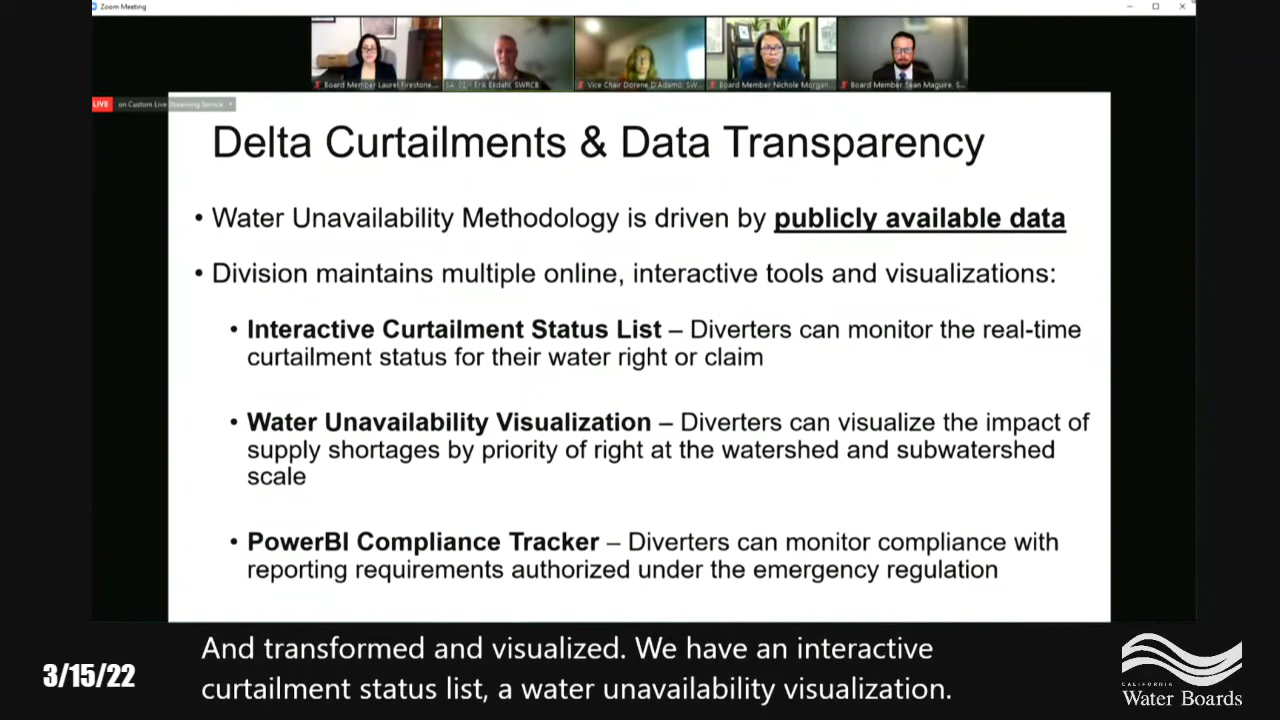 Zoom Meeting
Board Member Laurel Firestone...
Erik Ekdahl, SWRCB
Vice Chair Dorene D'Adamo, SW...
Board Member Nichole Morgan
Board Member Sean Maguire, S...
LIVE on Custom Live Streaming Service
Delta Curtailments & Data Transparency
• Water Unavailability Methodology is driven by publicly available data
• Division maintains multiple online, interactive tools and visualizations:
• Interactive Curtailment Status List – Diverters can monitor the real-time
curtailment status for their water right or claim
• Water Unavailability Visualization – Diverters can visualize the impact of
supply shortages by priority of right at the watershed and subwatershed
scale
• PowerBI Compliance Tracker – Diverters can monitor compliance with
reporting requirements authorized under the emergency regulation
And transformed and visualized. We have an interactive
curtailment status list, a water unavailability visualization.
3/15/22
CALIFORNIA
Water Boards